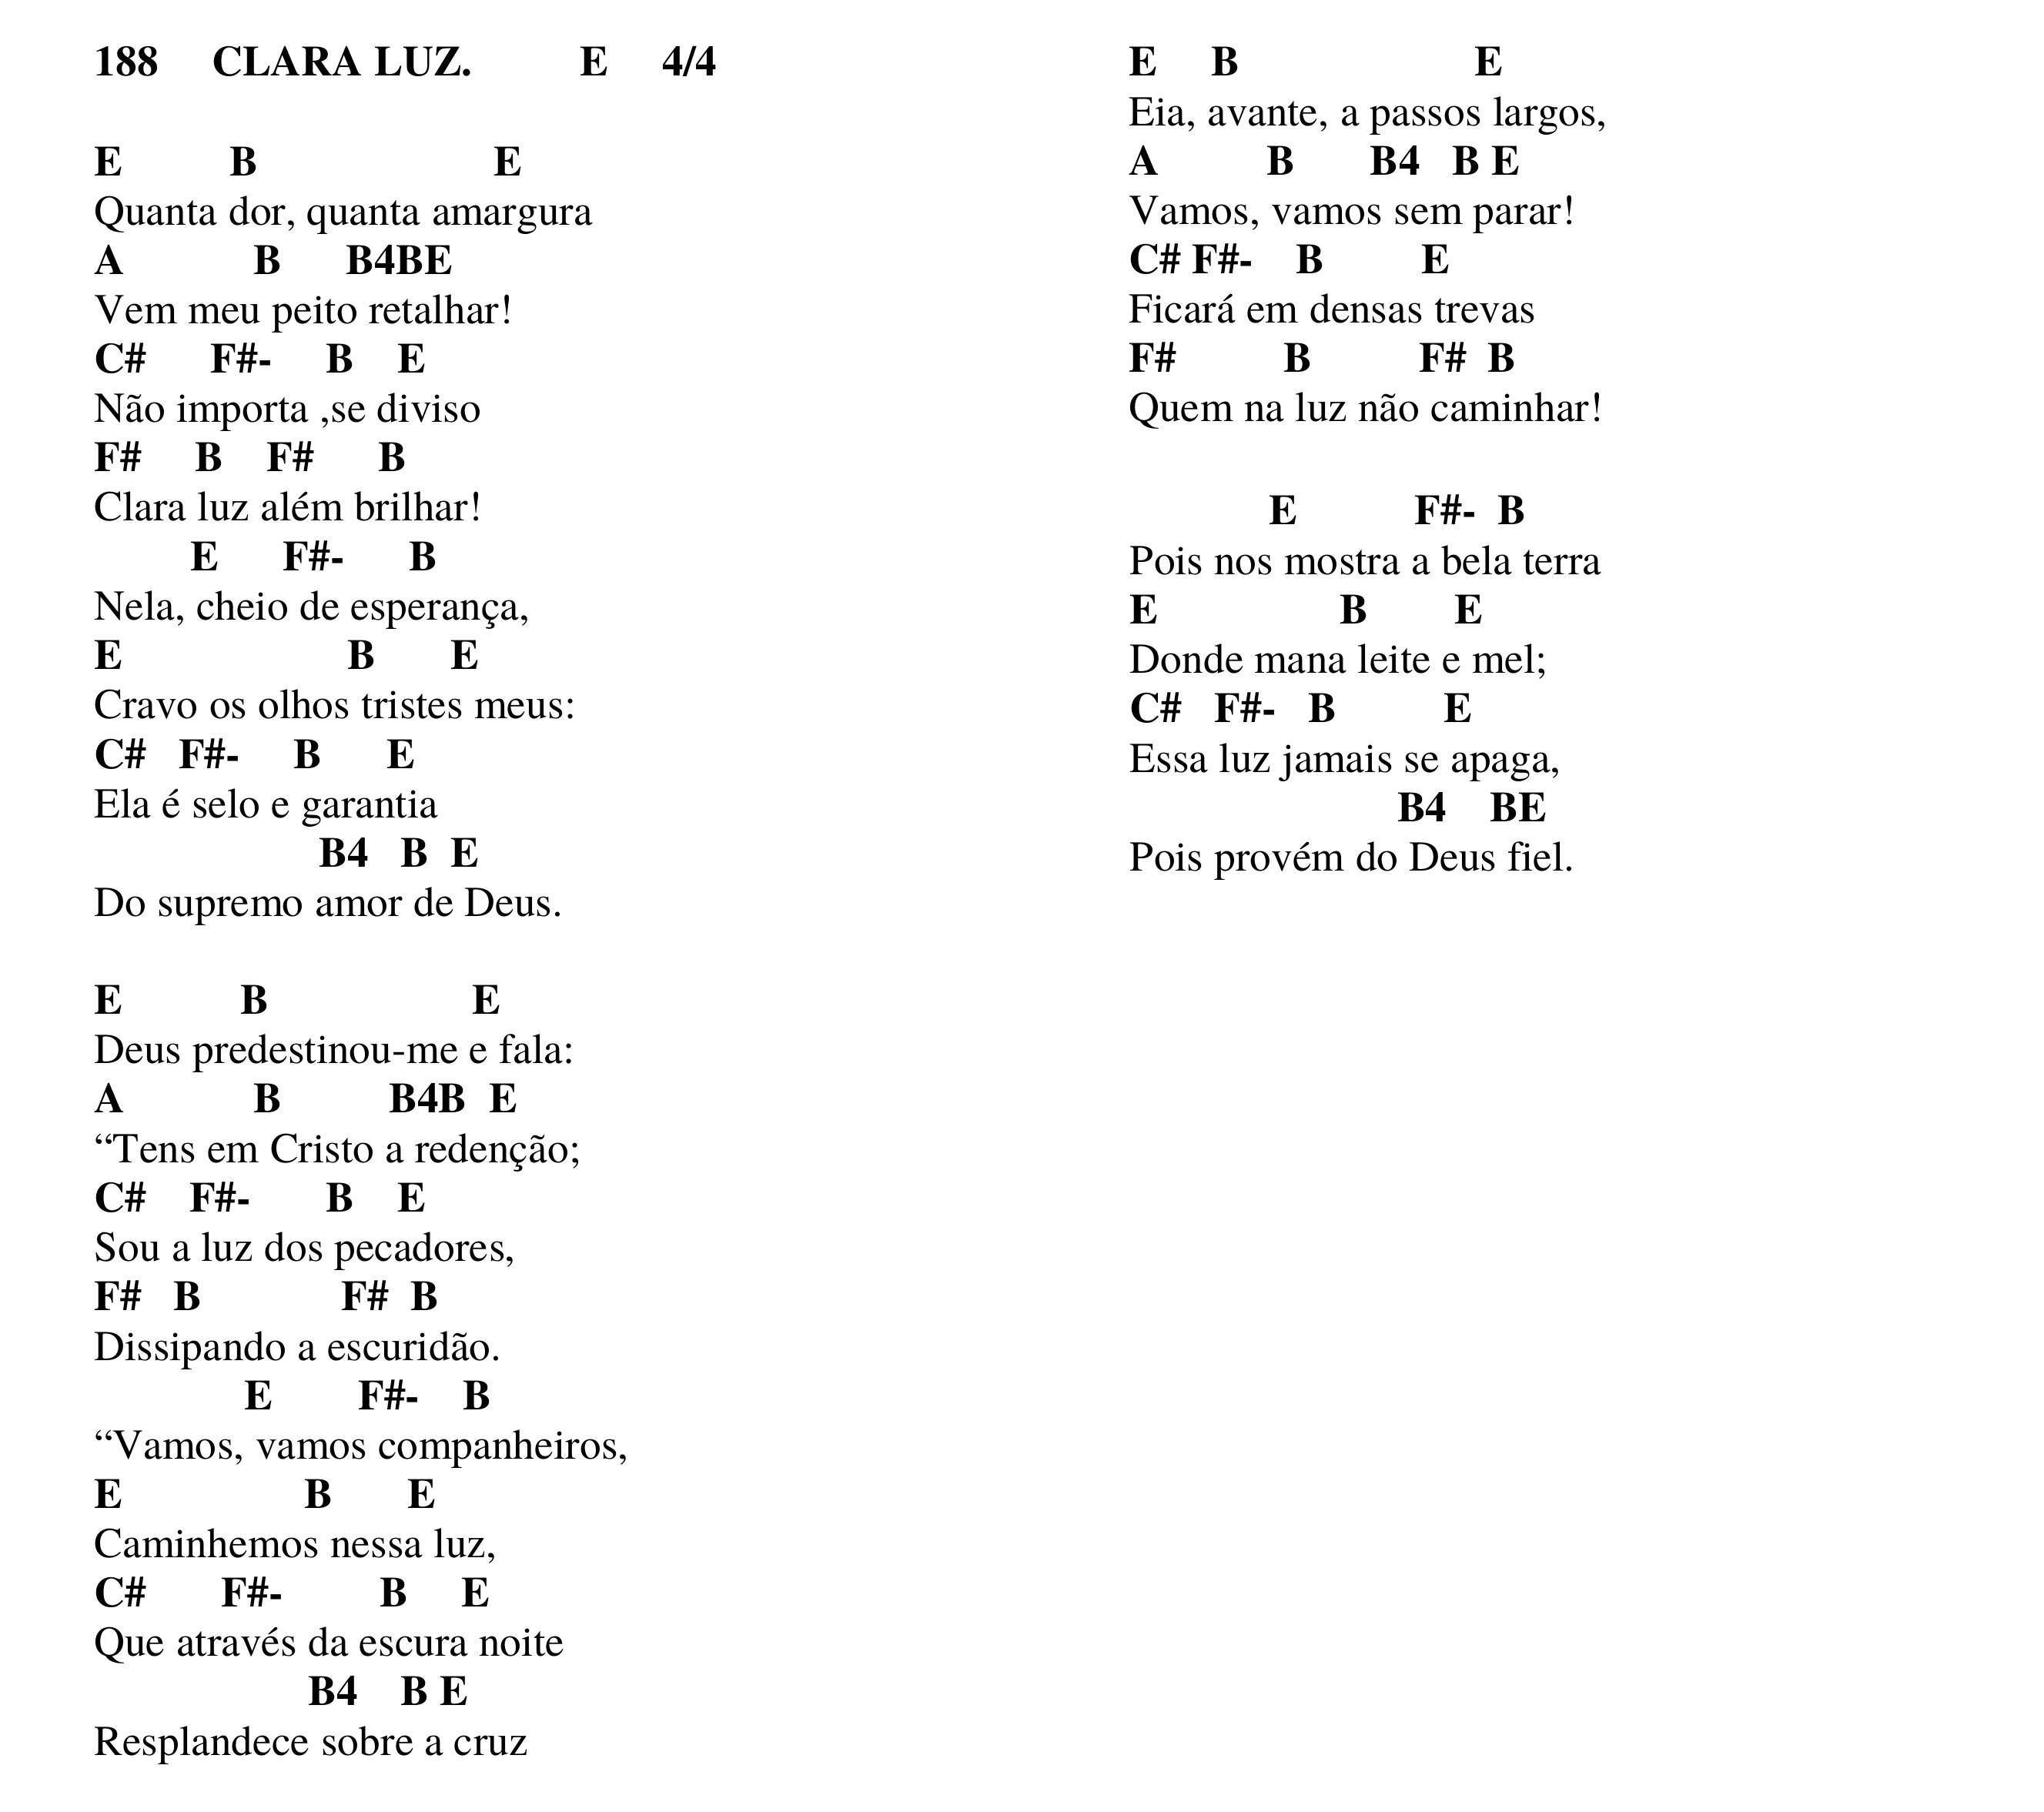 188 CLARA LUZ. E 4/4
E B E
Quanta dor, quanta amargura
A B B4BE
Vem meu peito retalhar!
C# F#- B E
Não importa ,se diviso
F# B F# B
Clara luz além brilhar!
E F#- B
Nela, cheio de esperança,
E B E
Cravo os olhos tristes meus:
C# F#- B E
Ela é selo e garantia
B4 B E
Do supremo amor de Deus.
E B E
Deus predestinou-me e fala:
A B B4B E
“Tens em Cristo a redenção;
C# F#- B E
Sou a luz dos pecadores,
F# B F# B
Dissipando a escuridão.
E F#- B
“Vamos, vamos companheiros,
E B E
Caminhemos nessa luz,
C# F#- B E
Que através da escura noite
B4 B E
Resplandece sobre a cruz
E B E
Eia, avante, a passos largos,
A B B4 B E
Vamos, vamos sem parar!
C# F#- B E
Ficará em densas trevas
F# B F# B
Quem na luz não caminhar!
E F#- B
Pois nos mostra a bela terra
E B E
Donde mana leite e mel;
C# F#- B E
Essa luz jamais se apaga,
B4 BE
Pois provém do Deus fiel.